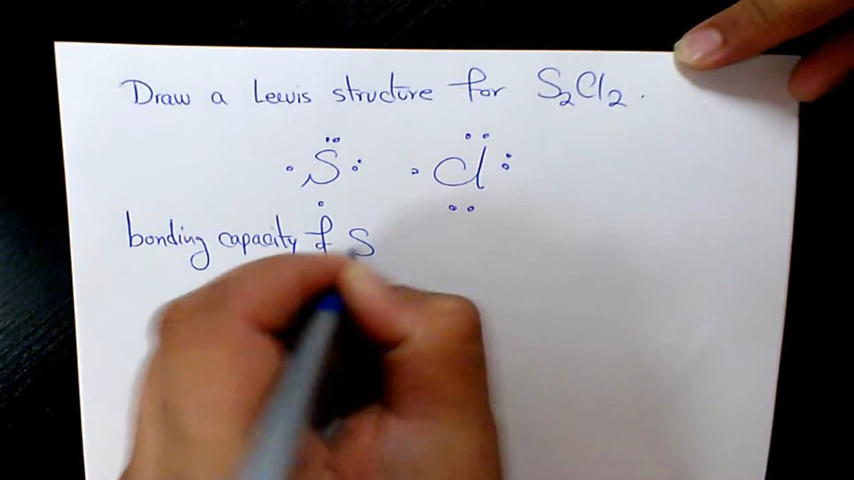 Draw a Lewis structure for S₂Cl₂.
S Cl
bonding capacity of S